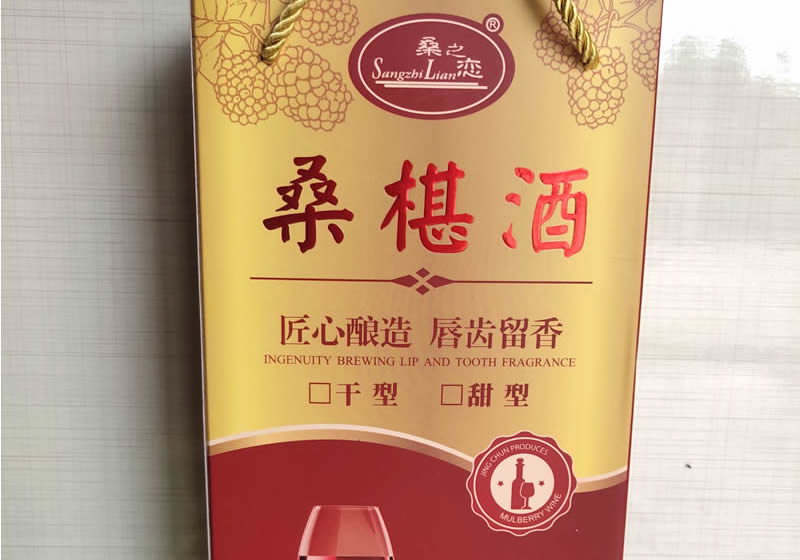 桑之恋®
Sangzhi Lian
桑椹酒
匠心酿造 唇齿留香
INGENUITY BREWING LIP AND TOOTH FRAGRANCE
□干型 □甜型
JING CHUN PRODUCES
MULBERRY WINE